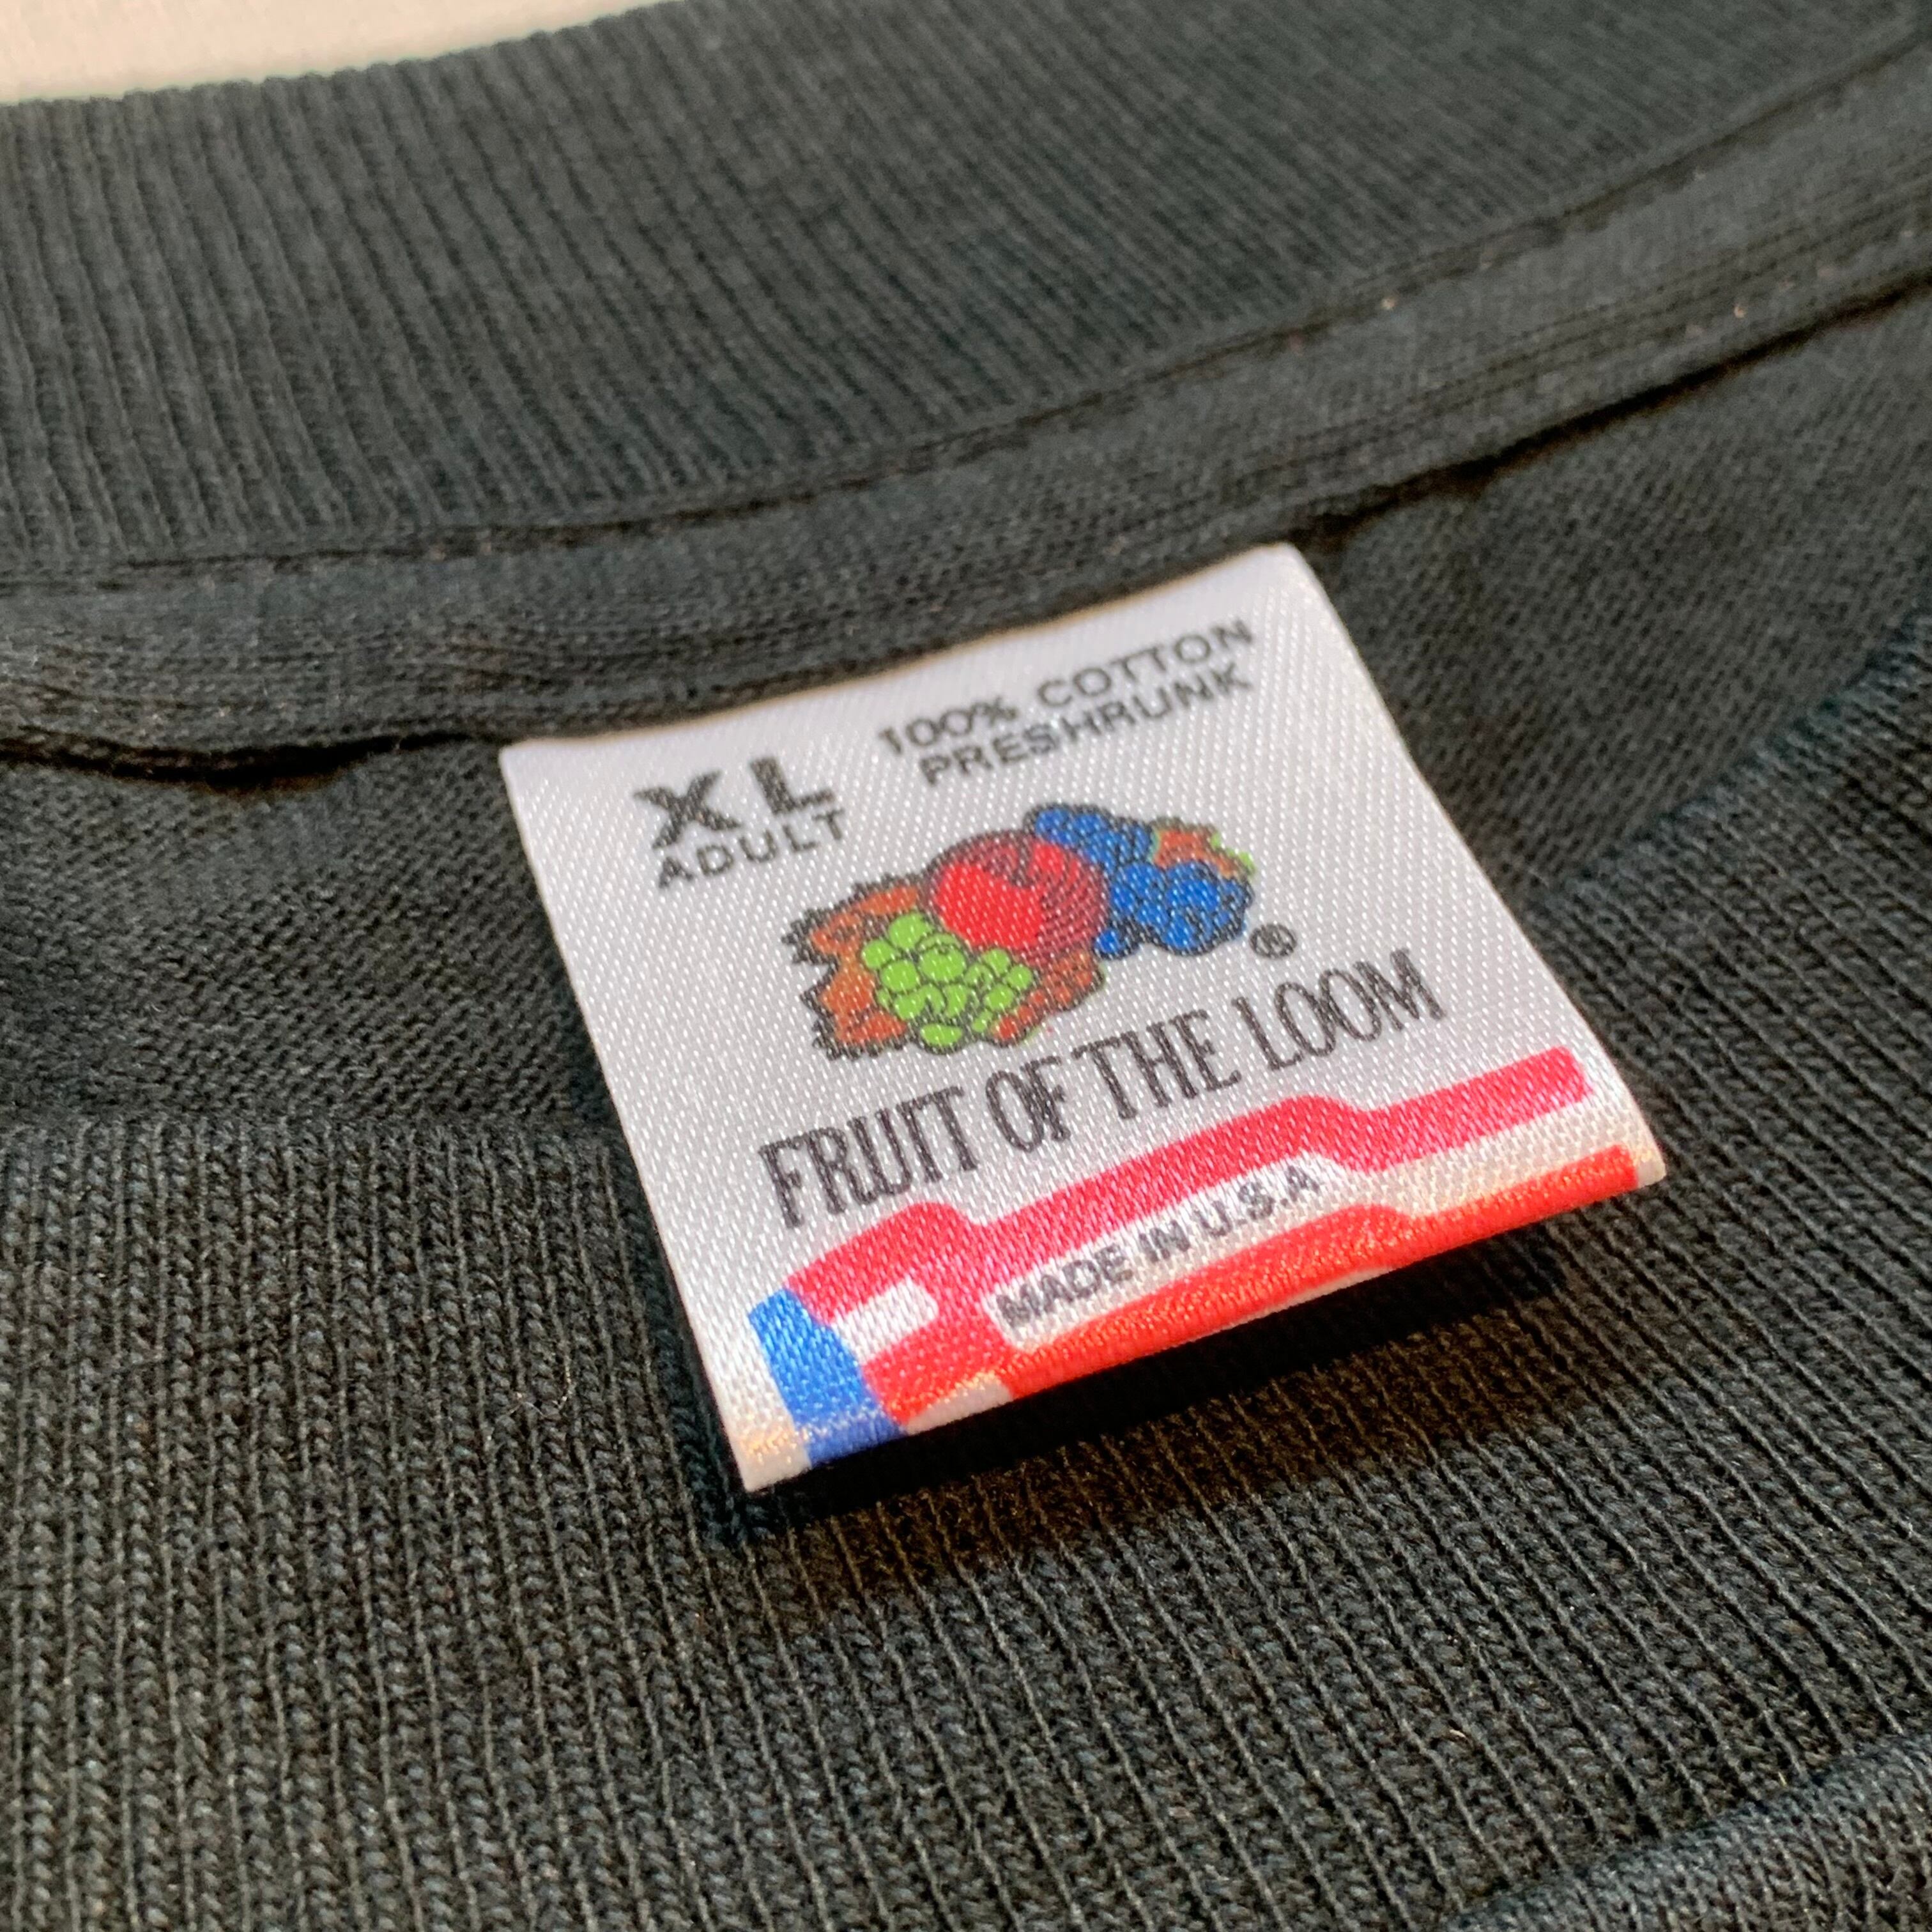 XL
ADULT
100% COTTON
PRESHRUNK
®
FRUIT OF THE LOOM
MADE IN U.S.A